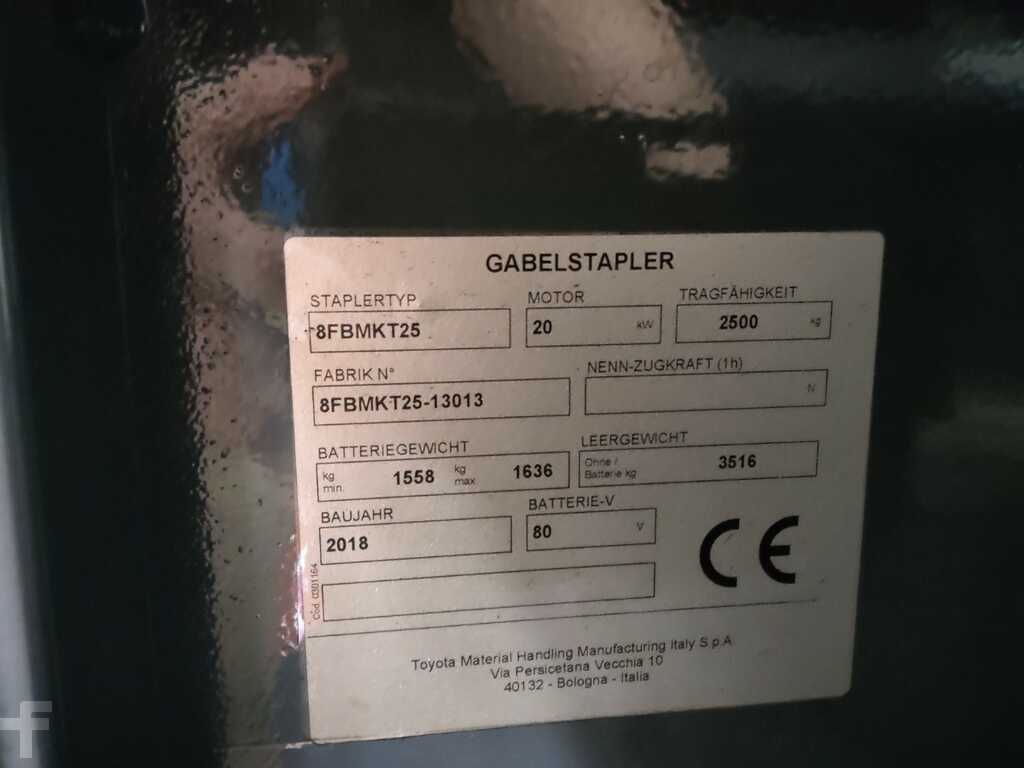 GABELSTAPLER
STAPLERTYP MOTOR TRAGFÄHIGKEIT
8FBMKT25 20 kW 2500 kg
FABRIK N° NENN-ZUGKRAFT (1h)
8FBMKT25-13013 N
BATTERIEGEWICHT LEERGEWICHT
kg min. 1558 kg max 1636 Ohne / Batterie kg 3516
BAUJAHR BATTERIE-V
2018 80 V
Cod. 0301164
CE
Toyota Material Handling Manufacturing Italy S.p.A
Via Persicetana Vecchia 10
40132 - Bologna - Italia
f